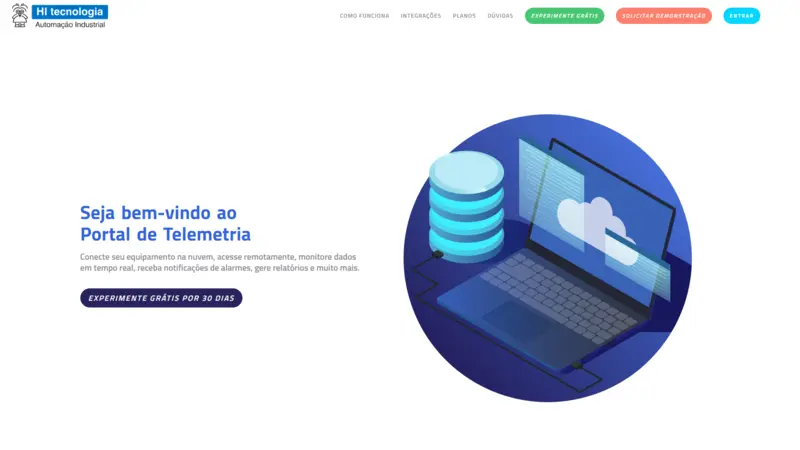 HI tecnologia
Automação Industrial
COMO FUNCIONA
INTEGRAÇÕES
PLANOS
DÚVIDAS
EXPERIMENTE GRÁTIS
SOLICITAR DEMONSTRAÇÃO
ENTRAR
Seja bem-vindo ao
Portal de Telemetria
Conecte seu equipamento na nuvem, acesse remotamente, monitore dados
em tempo real, receba notificações de alarmes, gere relatórios e muito mais.
EXPERIMENTE GRÁTIS POR 30 DIAS